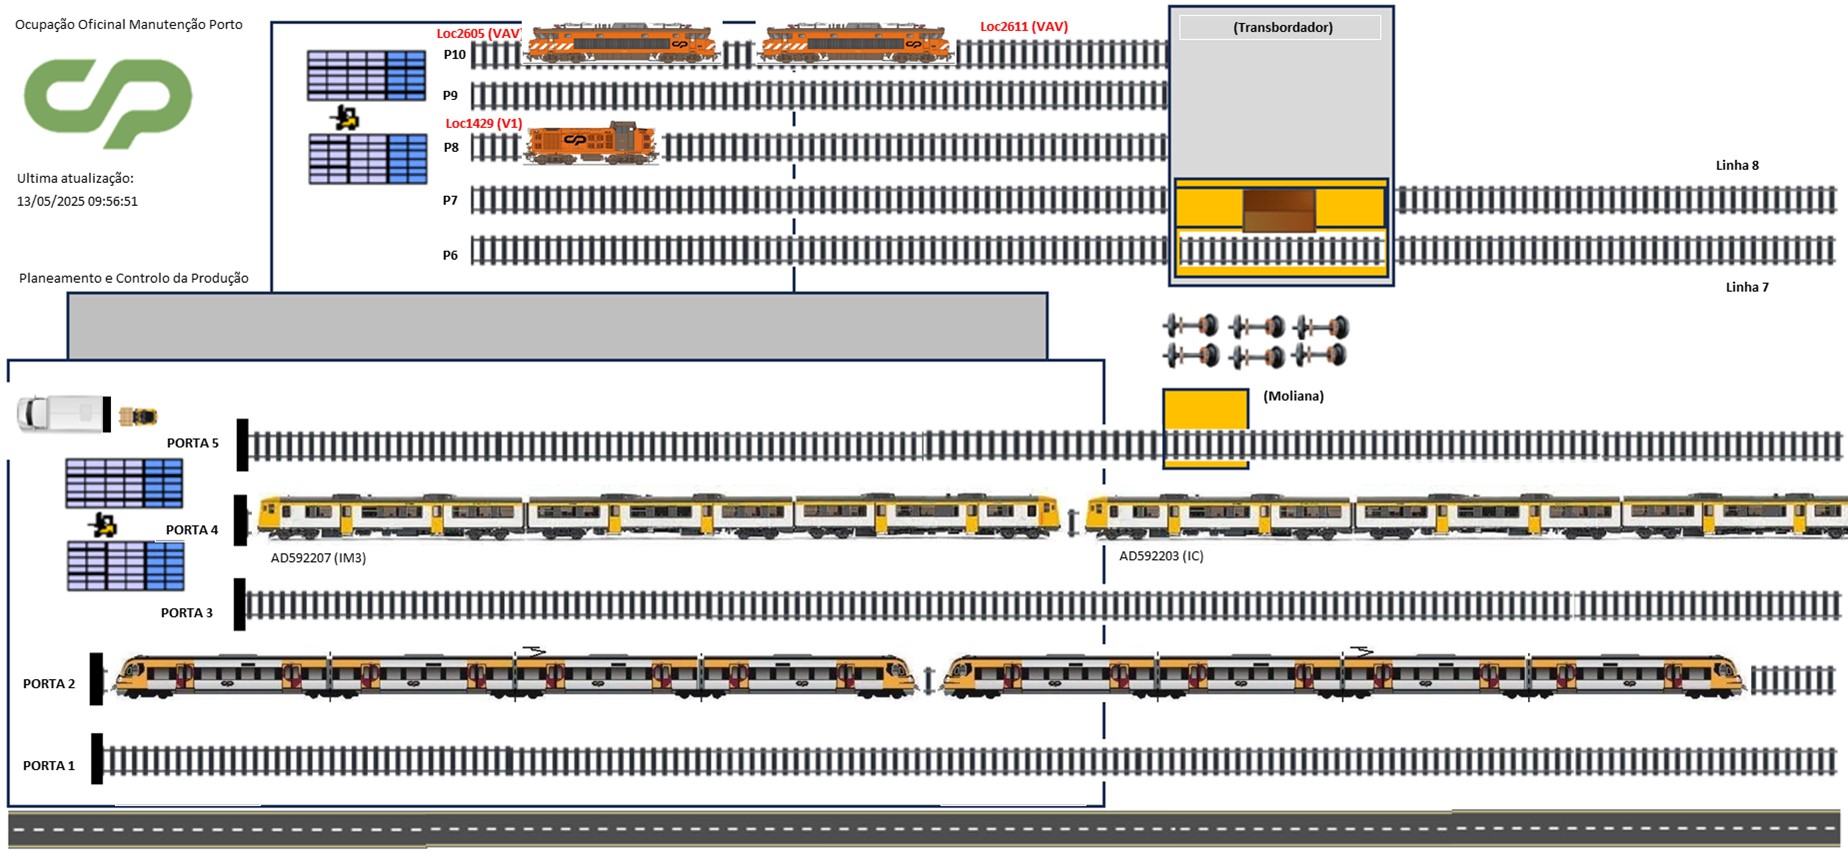 Ocupação Oficinal Manutenção Porto
Loc2605 (VAV)
Loc2611 (VAV)
(Transbordador)
P10
P9
Loc1429 (V1)
P8
Linha 8
Ultima atualização:
13/05/2025 09:56:51
P7
P6
Planeamento e Controlo da Produção
Linha 7
(Moliana)
PORTA 5
PORTA 4
AD592207 (IM3)
AD592203 (IC)
PORTA 3
PORTA 2
PORTA 1